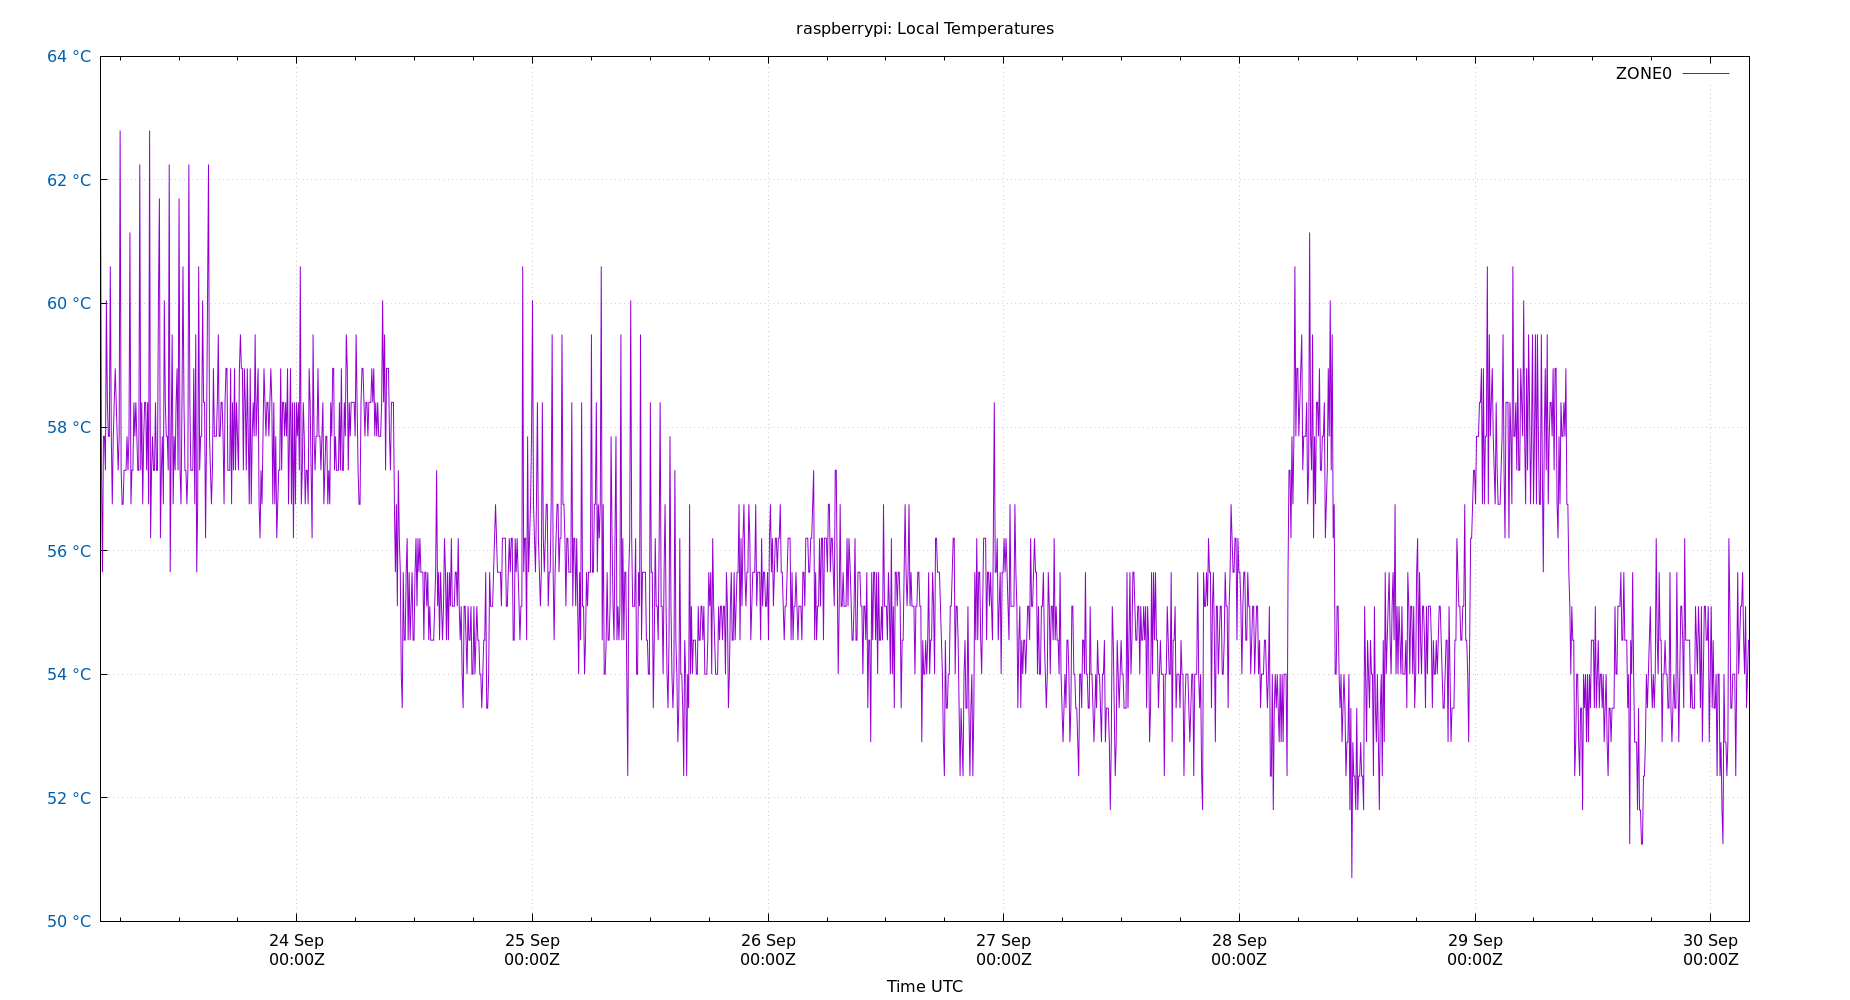 raspberrypi: Local Temperatures
64 °C
ZONE0
62 °C
60 °C
58 °C
56 °C
54 °C
52 °C
50 °C
24 Sep 25 Sep 26 Sep 27 Sep 28 Sep 29 Sep 30 Sep
00:00Z 00:00Z 00:00Z 00:00Z 00:00Z 00:00Z 00:00Z
Time UTC